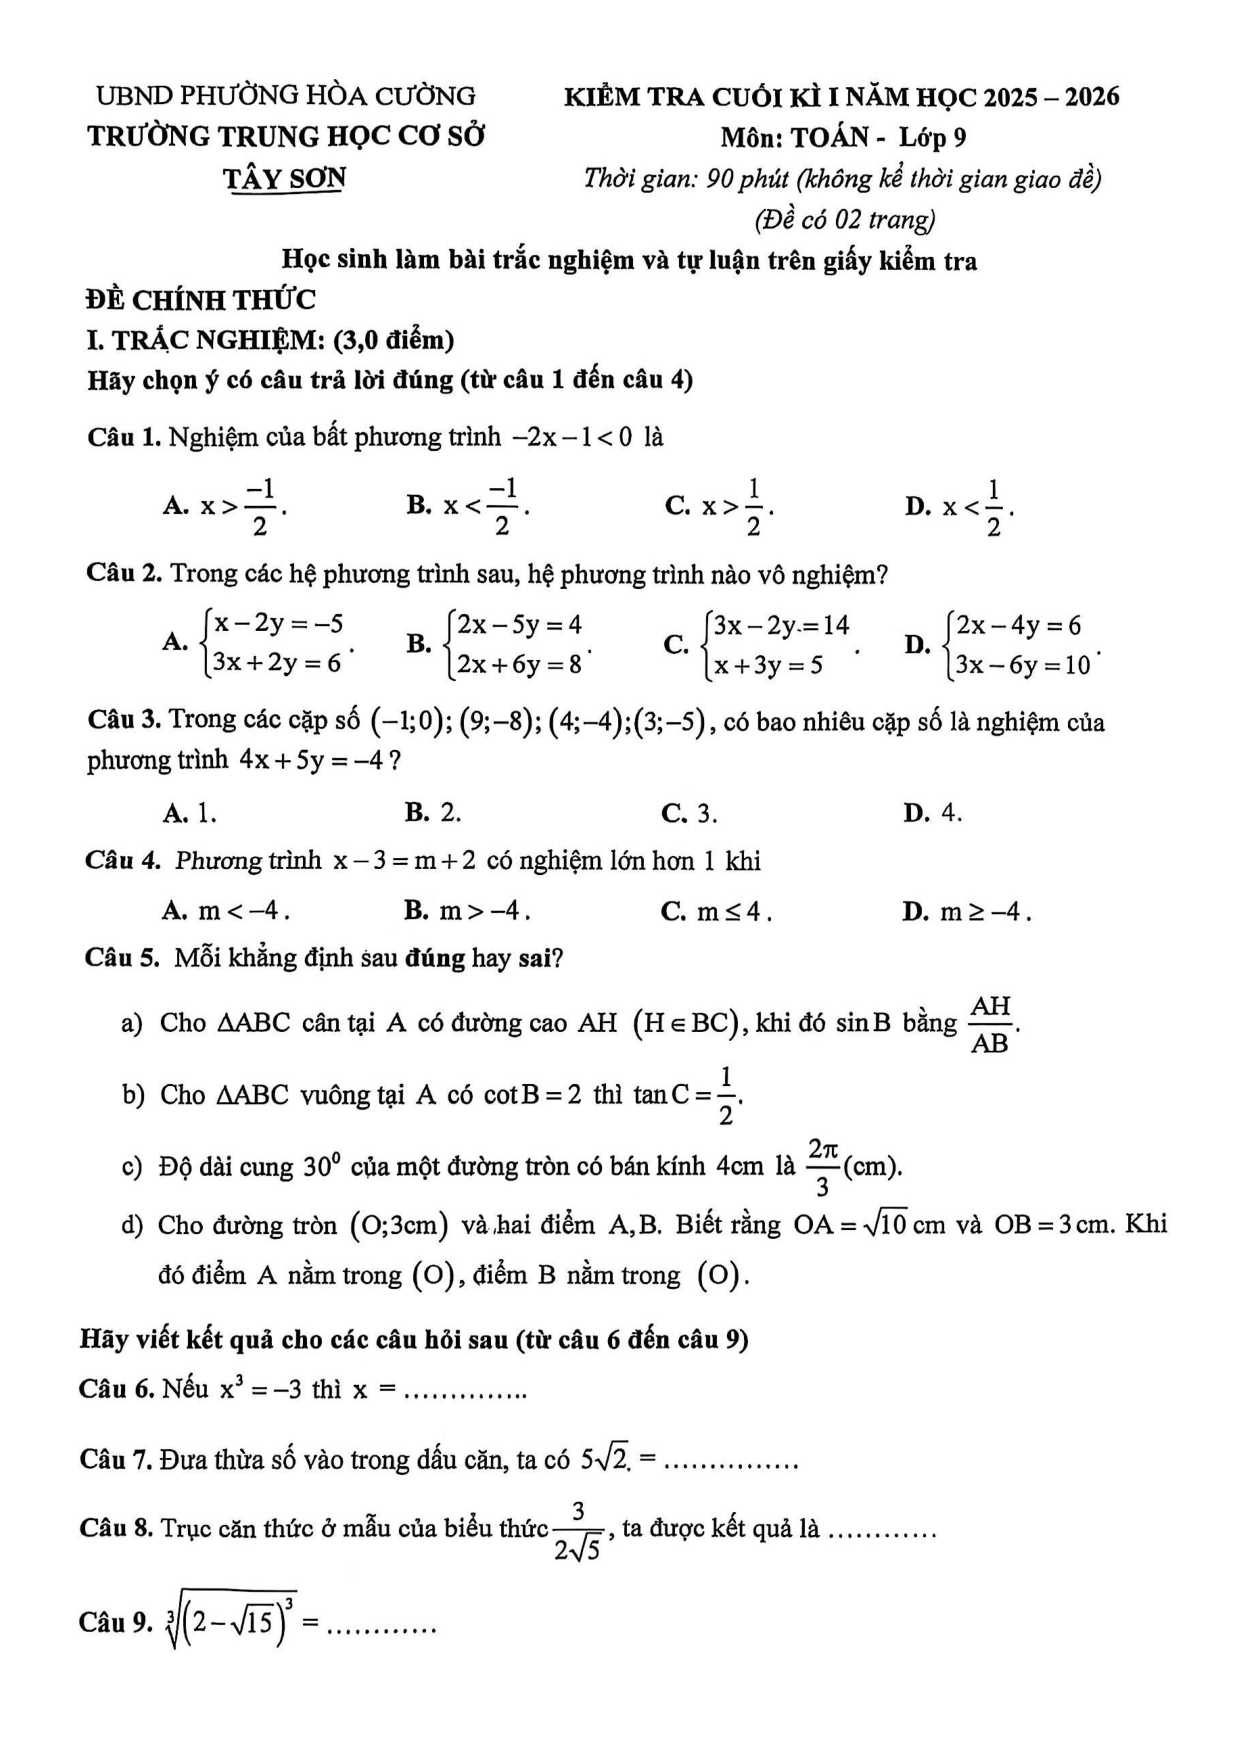 UBND PHƯỜNG HÒA CƯỜNG
TRƯỜNG TRUNG HỌC CƠ SỞ
TÂY SƠN
KIỂM TRA CUỐI KÌ I NĂM HỌC 2025 – 2026
Môn: TOÁN - Lớp 9
Thời gian: 90 phút (không kể thời gian giao đề)
(Đề có 02 trang)
Học sinh làm bài trắc nghiệm và tự luận trên giấy kiểm tra
ĐỀ CHÍNH THỨC
I. TRẮC NGHIỆM: (3,0 điểm)
Hãy chọn ý có câu trả lời đúng (từ câu 1 đến câu 4)
Câu 1. Nghiệm của bất phương trình −2x − 1 < 0 là
A. x > −1/2. B. x < −1/2. C. x > 1/2. D. x < 1/2.
Câu 2. Trong các hệ phương trình sau, hệ phương trình nào vô nghiệm?
A. { x − 2y = −5 ; 3x + 2y = 6 . B. { 2x − 5y = 4 ; 2x + 6y = 8 . C. { 3x − 2y = 14 ; x + 3y = 5 . D. { 2x − 4y = 6 ; 3x − 6y = 10 .
Câu 3. Trong các cặp số (−1;0); (9;−8); (4;−4);(3;−5), có bao nhiêu cặp số là nghiệm của
phương trình 4x + 5y = −4 ?
A. 1. B. 2. C. 3. D. 4.
Câu 4. Phương trình x − 3 = m + 2 có nghiệm lớn hơn 1 khi
A. m < −4 . B. m > −4 . C. m ≤ 4 . D. m ≥ −4 .
Câu 5. Mỗi khẳng định sau đúng hay sai?
a) Cho ΔABC cân tại A có đường cao AH (H ∈ BC), khi đó sin B bằng AH/AB.
b) Cho ΔABC vuông tại A có cot B = 2 thì tan C = 1/2.
c) Độ dài cung 30⁰ của một đường tròn có bán kính 4cm là 2π/3 (cm).
d) Cho đường tròn (O;3cm) và hai điểm A,B. Biết rằng OA = √10 cm và OB = 3 cm. Khi
đó điểm A nằm trong (O), điểm B nằm trong (O).
Hãy viết kết quả cho các câu hỏi sau (từ câu 6 đến câu 9)
Câu 6. Nếu x³ = −3 thì x = ..............
Câu 7. Đưa thừa số vào trong dấu căn, ta có 5√2. = ...............
Câu 8. Trục căn thức ở mẫu của biểu thức 3/(2√5), ta được kết quả là ............
Câu 9. ∛((2 − √15)³) = ............